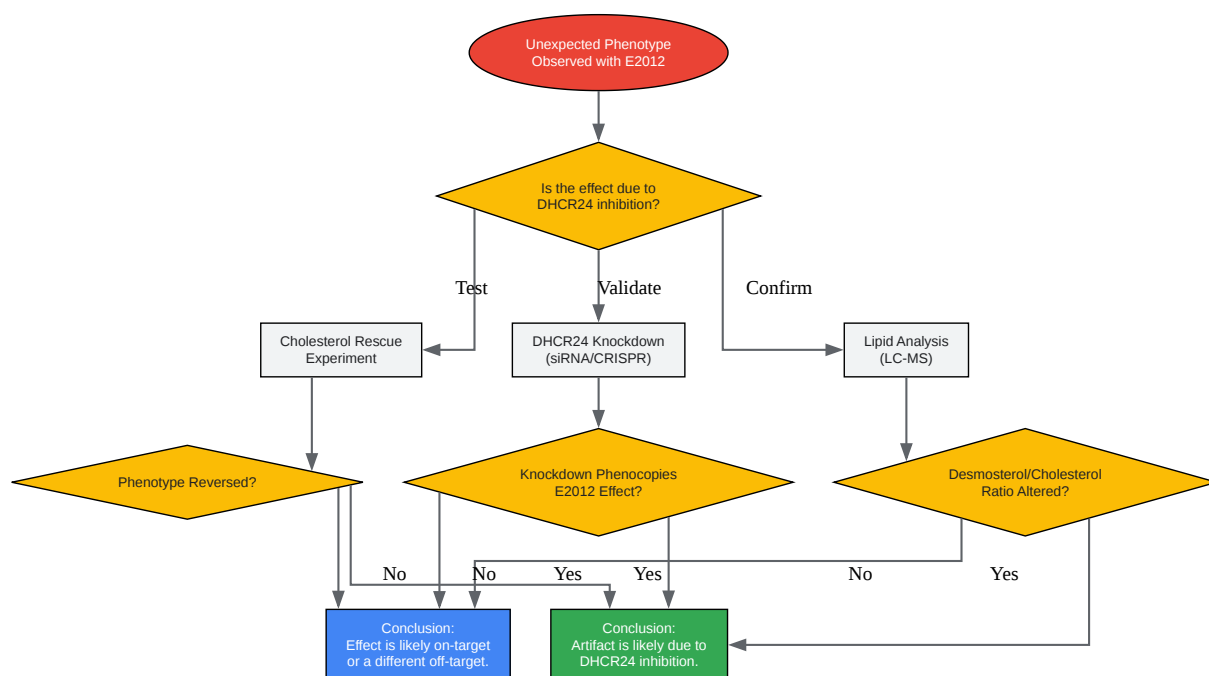 Unexpected Phenotype
Observed with E2012
Is the effect due to
DHCR24 inhibition?
Test
Validate
Confirm
Cholesterol Rescue
Experiment
DHCR24 Knockdown
(siRNA/CRISPR)
Lipid Analysis
(LC-MS)
Phenotype Reversed?
Knockdown Phenocopies
E2012 Effect?
Desmosterol/Cholesterol
Ratio Altered?
No
No
Yes
Yes
No
Yes
Conclusion:
Effect is likely on-target
or a different off-target.
Conclusion:
Artifact is likely due to
DHCR24 inhibition.